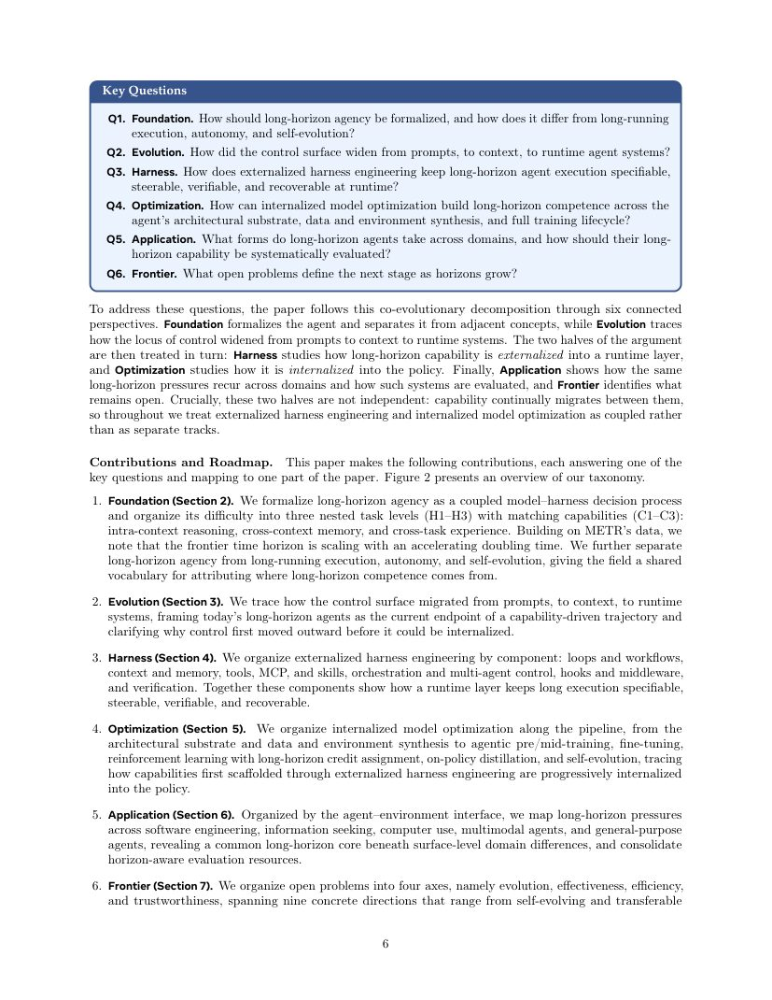 Key Questions
Q1. Foundation. How should long-horizon agency be formalized, and how does it differ from long-running
execution, autonomy, and self-evolution?
Q2. Evolution. How did the control surface widen from prompts, to context, to runtime agent systems?
Q3. Harness. How does externalized harness engineering keep long-horizon agent execution specifiable,
steerable, verifiable, and recoverable at runtime?
Q4. Optimization. How can internalized model optimization build long-horizon competence across the
agent's architectural substrate, data and environment synthesis, and full training lifecycle?
Q5. Application. What forms do long-horizon agents take across domains, and how should their long-
horizon capability be systematically evaluated?
Q6. Frontier. What open problems define the next stage as horizons grow?
To address these questions, the paper follows this co-evolutionary decomposition through six connected
perspectives. Foundation formalizes the agent and separates it from adjacent concepts, while Evolution traces
how the locus of control widened from prompts to context to runtime systems. The two halves of the argument
are then treated in turn: Harness studies how long-horizon capability is externalized into a runtime layer,
and Optimization studies how it is internalized into the policy. Finally, Application shows how the same
long-horizon pressures recur across domains and how such systems are evaluated, and Frontier identifies what
remains open. Crucially, these two halves are not independent: capability continually migrates between them,
so throughout we treat externalized harness engineering and internalized model optimization as coupled rather
than as separate tracks.
Contributions and Roadmap. This paper makes the following contributions, each answering one of the
key questions and mapping to one part of the paper. Figure 2 presents an overview of our taxonomy.
1. Foundation (Section 2). We formalize long-horizon agency as a coupled model–harness decision process
and organize its difficulty into three nested task levels (H1–H3) with matching capabilities (C1–C3):
intra-context reasoning, cross-context memory, and cross-task experience. Building on METR's data, we
note that the frontier time horizon is scaling with an accelerating doubling time. We further separate
long-horizon agency from long-running execution, autonomy, and self-evolution, giving the field a shared
vocabulary for attributing where long-horizon competence comes from.
2. Evolution (Section 3). We trace how the control surface migrated from prompts, to context, to runtime
systems, framing today's long-horizon agents as the current endpoint of a capability-driven trajectory and
clarifying why control first moved outward before it could be internalized.
3. Harness (Section 4). We organize externalized harness engineering by component: loops and workflows,
context and memory, tools, MCP, and skills, orchestration and multi-agent control, hooks and middleware,
and verification. Together these components show how a runtime layer keeps long execution specifiable,
steerable, verifiable, and recoverable.
4. Optimization (Section 5). We organize internalized model optimization along the pipeline, from the
architectural substrate and data and environment synthesis to agentic pre/mid-training, fine-tuning,
reinforcement learning with long-horizon credit assignment, on-policy distillation, and self-evolution, tracing
how capabilities first scaffolded through externalized harness engineering are progressively internalized
into the policy.
5. Application (Section 6). Organized by the agent–environment interface, we map long-horizon pressures
across software engineering, information seeking, computer use, multimodal agents, and general-purpose
agents, revealing a common long-horizon core beneath surface-level domain differences, and consolidate
horizon-aware evaluation resources.
6. Frontier (Section 7). We organize open problems into four axes, namely evolution, effectiveness, efficiency,
and trustworthiness, spanning nine concrete directions that range from self-evolving and transferable
6